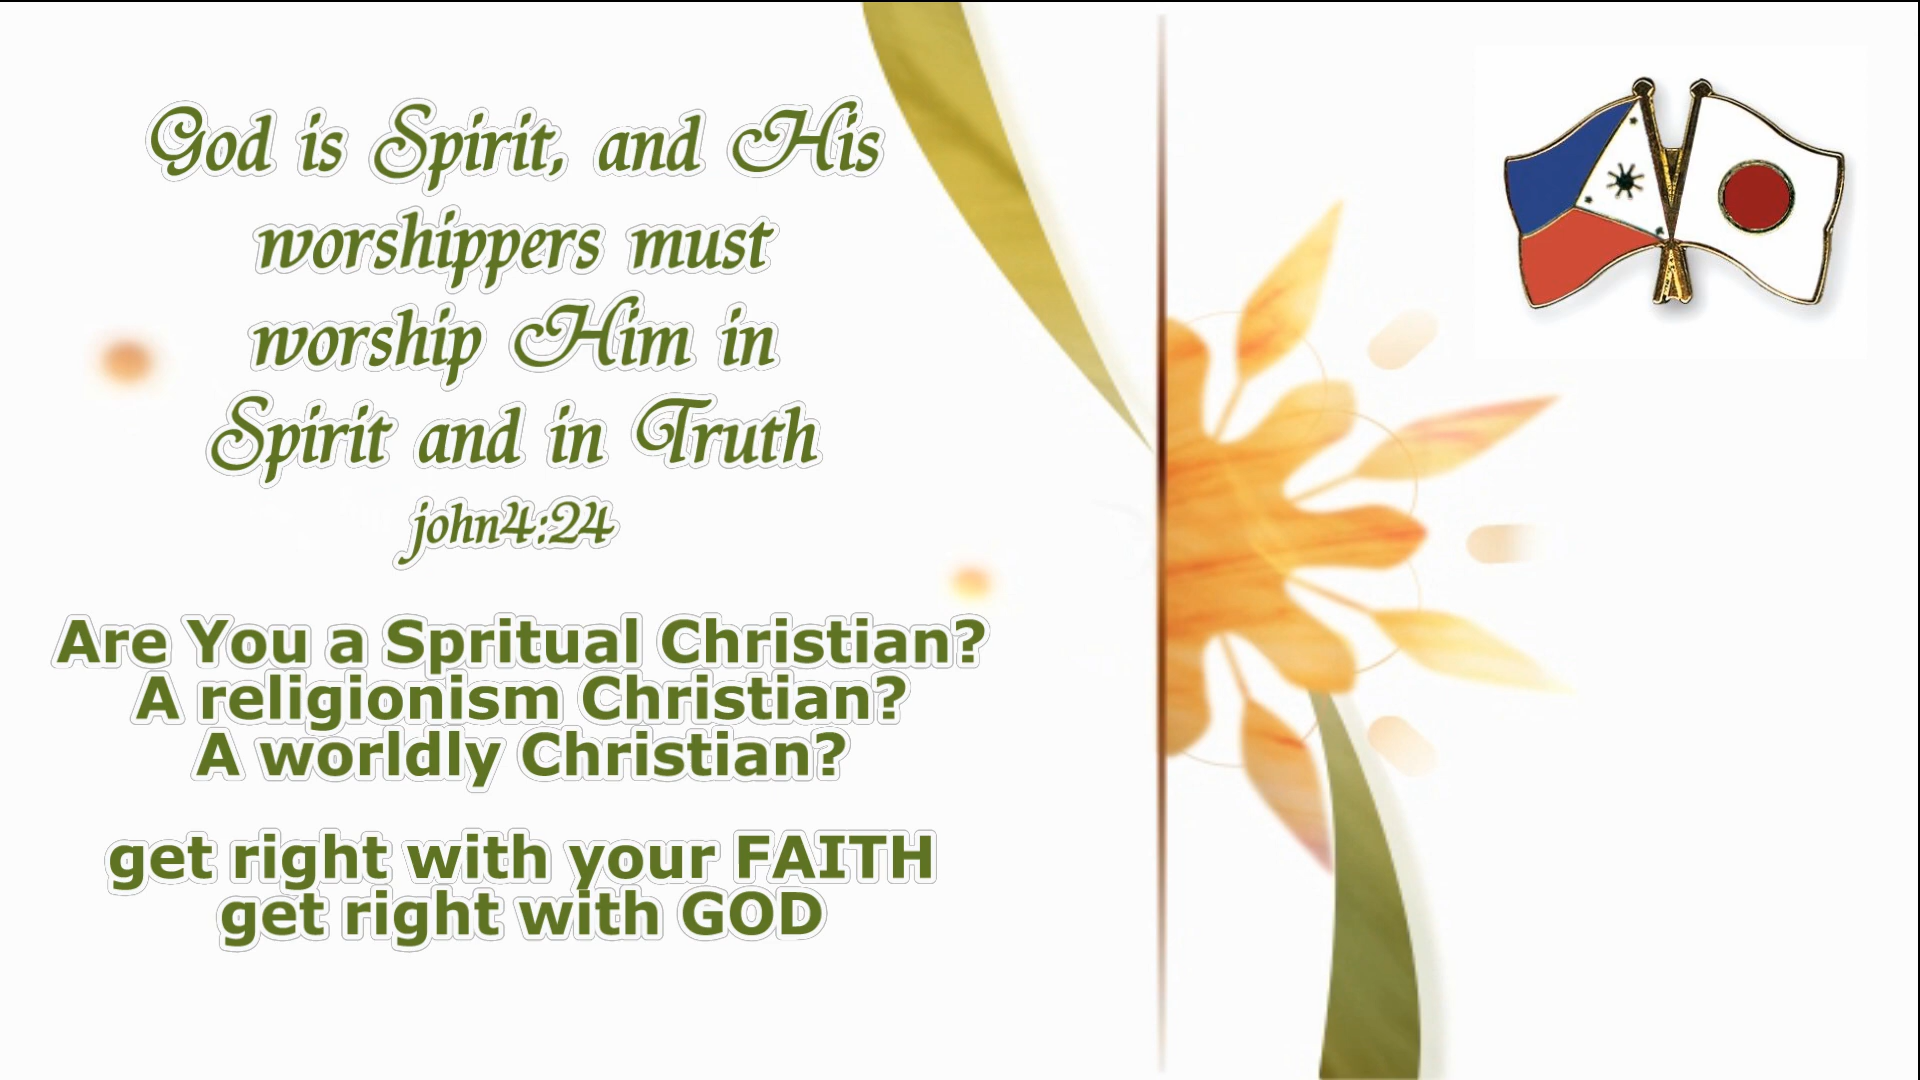 God is Spirit, and His
worshippers must
worship Him in
Spirit and in Truth
john4:24
Are You a Spritual Christian?
A religionism Christian?
A worldly Christian?
get right with your FAITH
get right with GOD